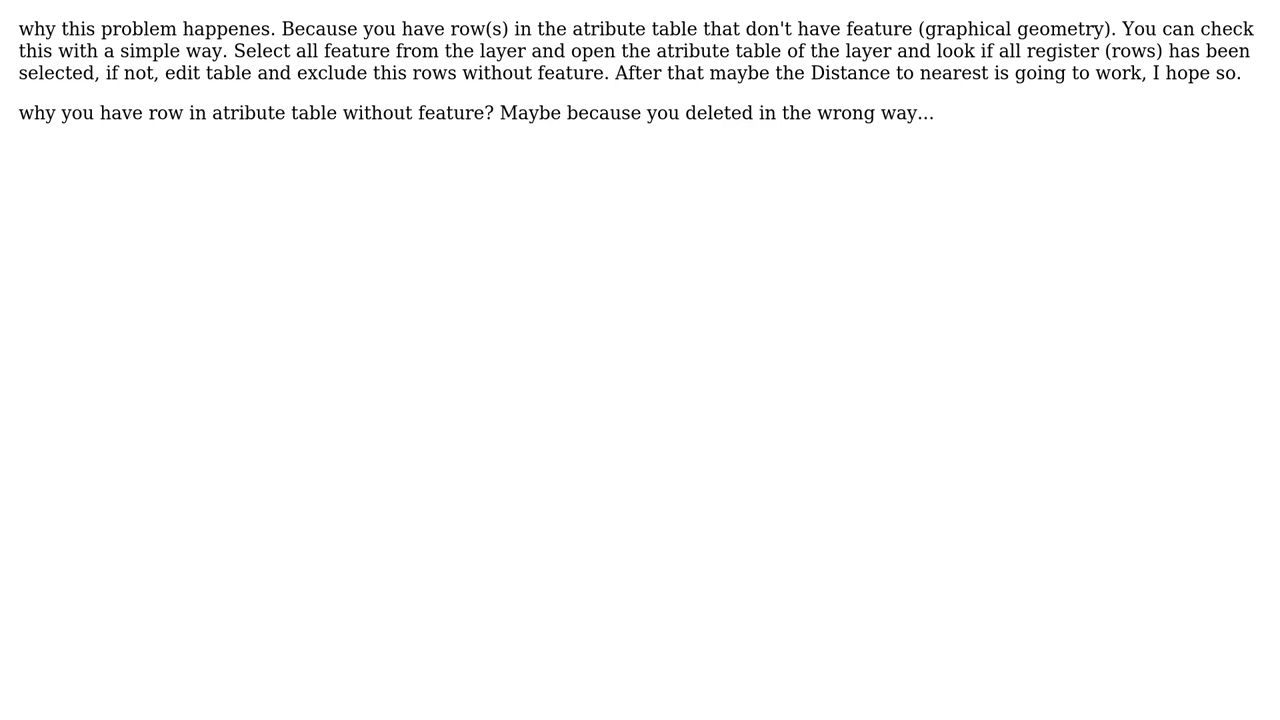 why this problem happenes. Because you have row(s) in the atribute table that don't have feature (graphical geometry). You can check
this with a simple way. Select all feature from the layer and open the atribute table of the layer and look if all register (rows) has been
selected, if not, edit table and exclude this rows without feature. After that maybe the Distance to nearest is going to work, I hope so.
why you have row in atribute table without feature? Maybe because you deleted in the wrong way...